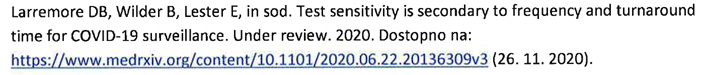 Larremore DB, Wilder B, Lester E, in sod. Test sensitivity is secondary to frequency and turnaround
time for COVID-19 surveillance. Under review. 2020. Dostopno na:
https://www.medrxiv.org/content/10.1101/2020.06.22.20136309v3 (26. 11. 2020).